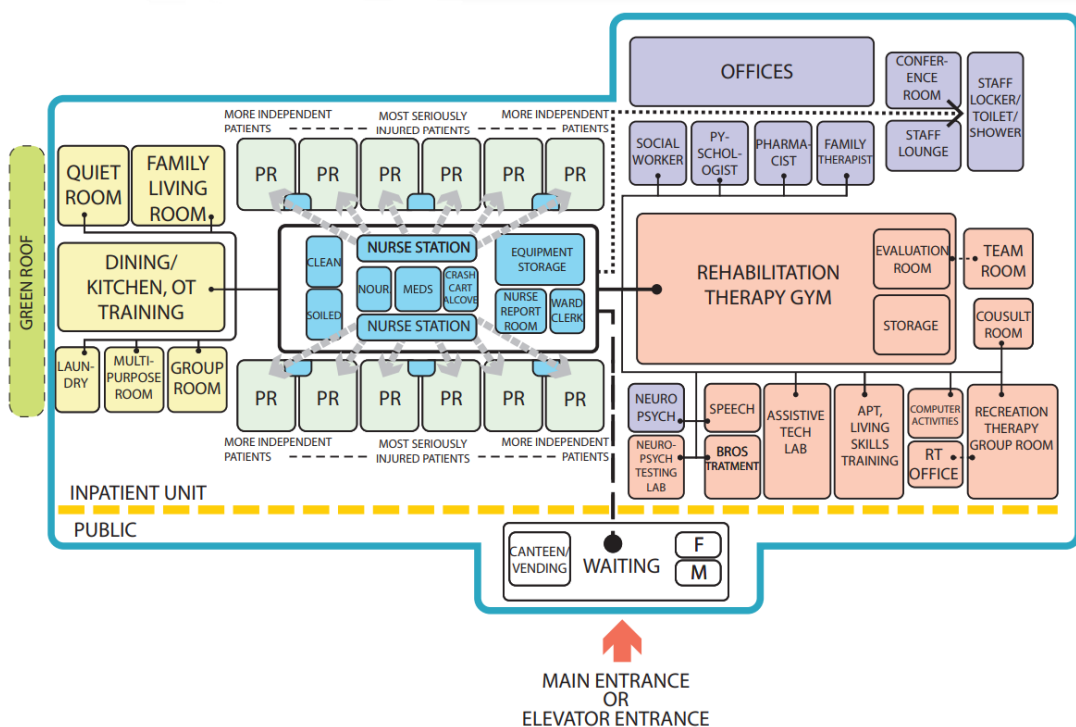 OFFICES
CONFER-
ENCE
ROOM
STAFF
LOCKER/
TOILET/
SHOWER
STAFF
LOUNGE
SOCIAL
WORKER
PY-
SCHOL-
OGIST
PHARMA-
CIST
FAMILY
THERAPIST
MORE INDEPENDENT
PATIENTS
MOST SERIOUSLY
INJURED PATIENTS
MORE INDEPENDENT
PATIENTS
PR PR PR PR PR PR
GREEN ROOF
QUIET
ROOM
FAMILY
LIVING
ROOM
DINING/
KITCHEN, OT
TRAINING
LAUN-
DRY
MULTI-
PURPOSE
ROOM
GROUP
ROOM
CLEAN
SOILED
NURSE STATION
NOUR
MEDS
CRASH
CART
ALCOVE
NURSE STATION
EQUIPMENT
STORAGE
NURSE
REPORT
ROOM
WARD
CLERK
REHABILITATION
THERAPY GYM
EVALUATION
ROOM
STORAGE
TEAM
ROOM
COUSULT
ROOM
PR PR PR PR PR PR
MORE INDEPENDENT
PATIENTS
MOST SERIOUSLY
INJURED PATIENTS
MORE INDEPENDENT
PATIENTS
NEURO
PSYCH
SPEECH
NEURO-
PSYCH
TESTING
LAB
BROS
TRATMENT
ASSISTIVE
TECH
LAB
APT,
LIVING
SKILLS
TRAINING
COMPUTER
ACTIVITIES
RT
OFFICE
RECREATION
THERAPY
GROUP ROOM
INPATIENT UNIT
PUBLIC
CANTEEN/
VENDING
WAITING
F
M
MAIN ENTRANCE
OR
ELEVATOR ENTRANCE